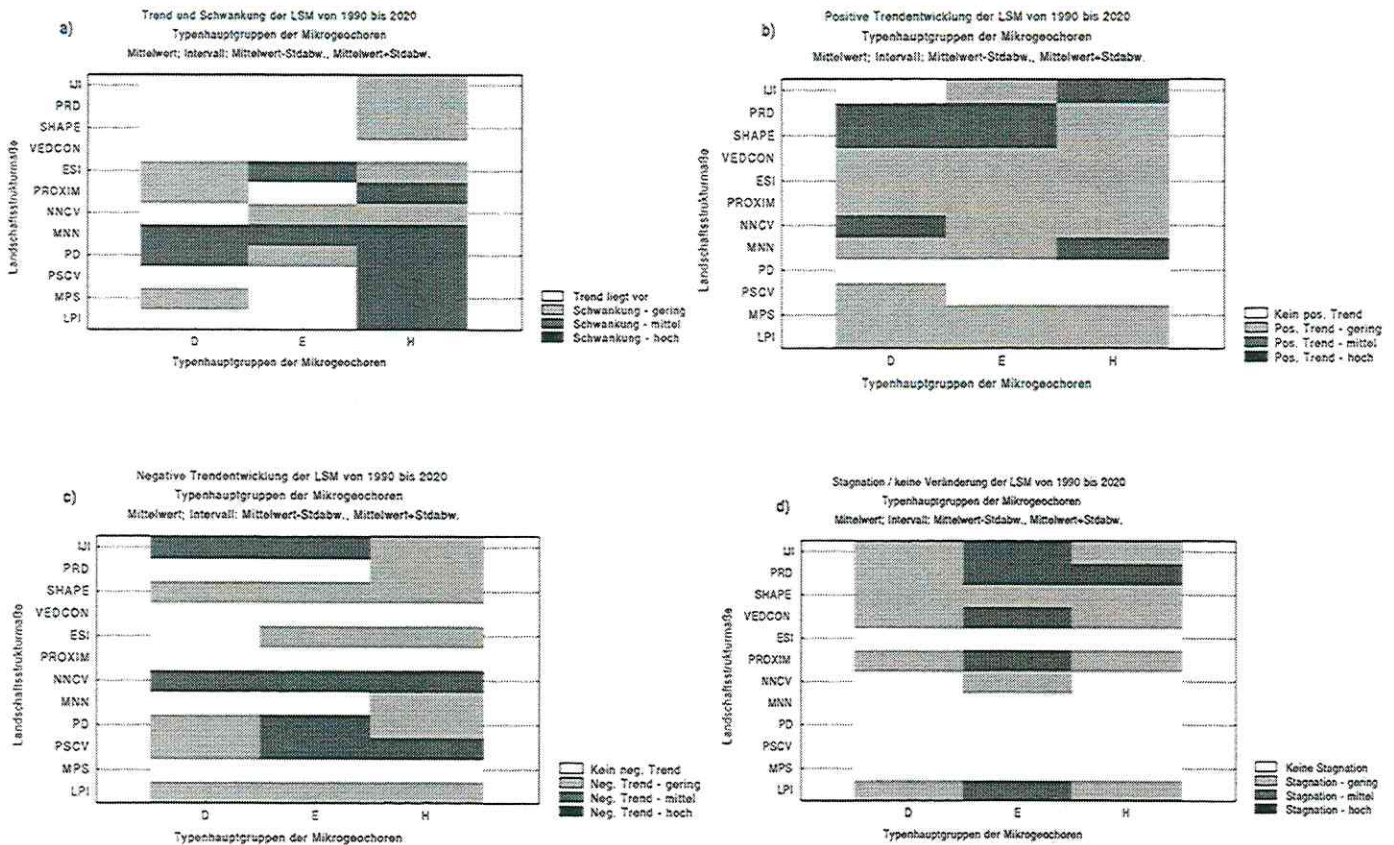 a)
Trend und Schwankung der LSM von 1990 bis 2020
Typenhauptgruppen der Mikrogeochoren
Mittelwert; Intervall: Mittelwert-Stdabw., Mittelwert+Stdabw.
Landschaftsstrukturmaße
IJI
PRD
SHAPE
VEDCON
ESI
PROXIM
NNCV
MNN
PD
PSCV
MPS
LPI
D E H
Typenhauptgruppen der Mikrogeochoren
Trend liegt vor
Schwankung - gering
Schwankung - mittel
Schwankung - hoch
b)
Positive Trendentwicklung der LSM von 1990 bis 2020
Typenhauptgruppen der Mikrogeochoren
Mittelwert; Intervall: Mittelwert-Stdabw., Mittelwert+Stdabw.
Landschaftsstrukturmaße
IJI
PRD
SHAPE
VEDCON
ESI
PROXIM
NNCV
MNN
PD
PSCV
MPS
LPI
D E H
Typenhauptgruppen der Mikrogeochoren
Kein pos. Trend
Pos. Trend - gering
Pos. Trend - mittel
Pos. Trend - hoch
c)
Negative Trendentwicklung der LSM von 1990 bis 2020
Typenhauptgruppen der Mikrogeochoren
Mittelwert; Intervall: Mittelwert-Stdabw., Mittelwert+Stdabw.
Landschaftsstrukturmaße
IJI
PRD
SHAPE
VEDCON
ESI
PROXIM
NNCV
MNN
PD
PSCV
MPS
LPI
D E H
Typenhauptgruppen der Mikrogeochoren
Kein neg. Trend
Neg. Trend - gering
Neg. Trend - mittel
Neg. Trend - hoch
d)
Stagnation / keine Veränderung der LSM von 1990 bis 2020
Typenhauptgruppen der Mikrogeochoren
Mittelwert; Intervall: Mittelwert-Stdabw., Mittelwert+Stdabw.
Landschaftsstrukturmaße
IJI
PRD
SHAPE
VEDCON
ESI
PROXIM
NNCV
MNN
PD
PSCV
MPS
LPI
D E H
Typenhauptgruppen der Mikrogeochoren
Keine Stagnation
Stagnation - gering
Stagnation - mittel
Stagnation - hoch